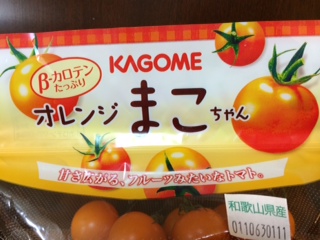 β-カロテン
たっぷり
KAGOME
オレンジ まこちゃん
甘さ広がる、フルーツみたいなトマト。
和歌山県産
0110630111